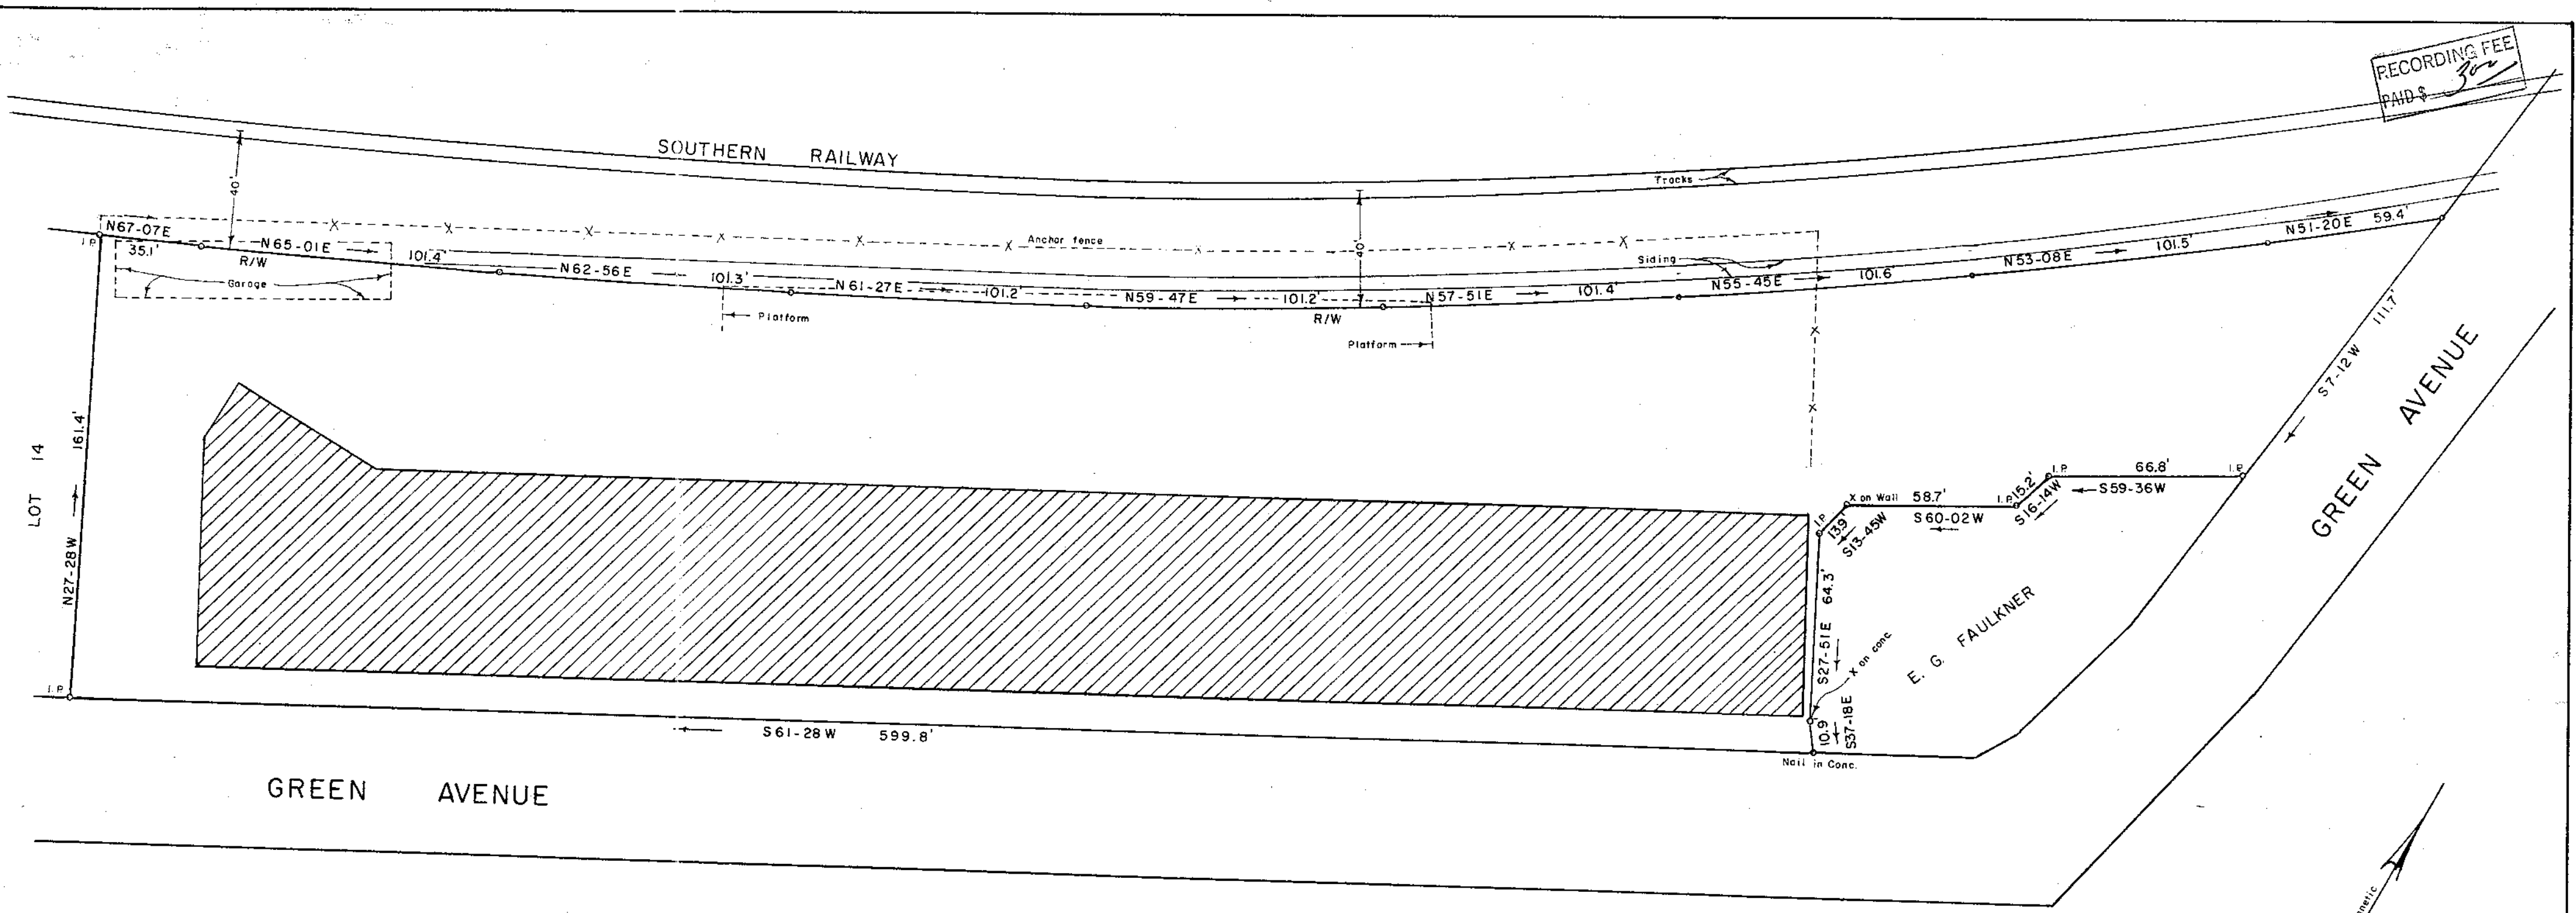 RECORDING FEE
PAID $ 3.00
SOUTHERN RAILWAY
Tracks
40'
40'
N67-07E
35.1'
I.P.
N65-01E
R/W
101.4'
Garage
Anchor fence
N62-56E
101.3'
Platform
N61-27E
101.2'
N59-47E
101.2'
R/W
Platform
N57-51E
101.4'
Siding
N55-45E
101.6'
N53-08E
101.5'
N51-20E 59.4'
S7-12W 111.7'
GREEN AVENUE
I.P. 66.8' I.P.
S59-36W
15.2'
S16-14W
X on Wall 58.7' I.P.
S60-02W
I.P.
13.9'
S13-45W
S27-51E 64.3'
X on conc.
10.9'
S37-18E
Nail in Conc.
E. G. FAULKNER
LOT 14
N27-28W 161.4'
I.P.
S61-28W 599.8'
GREEN AVENUE